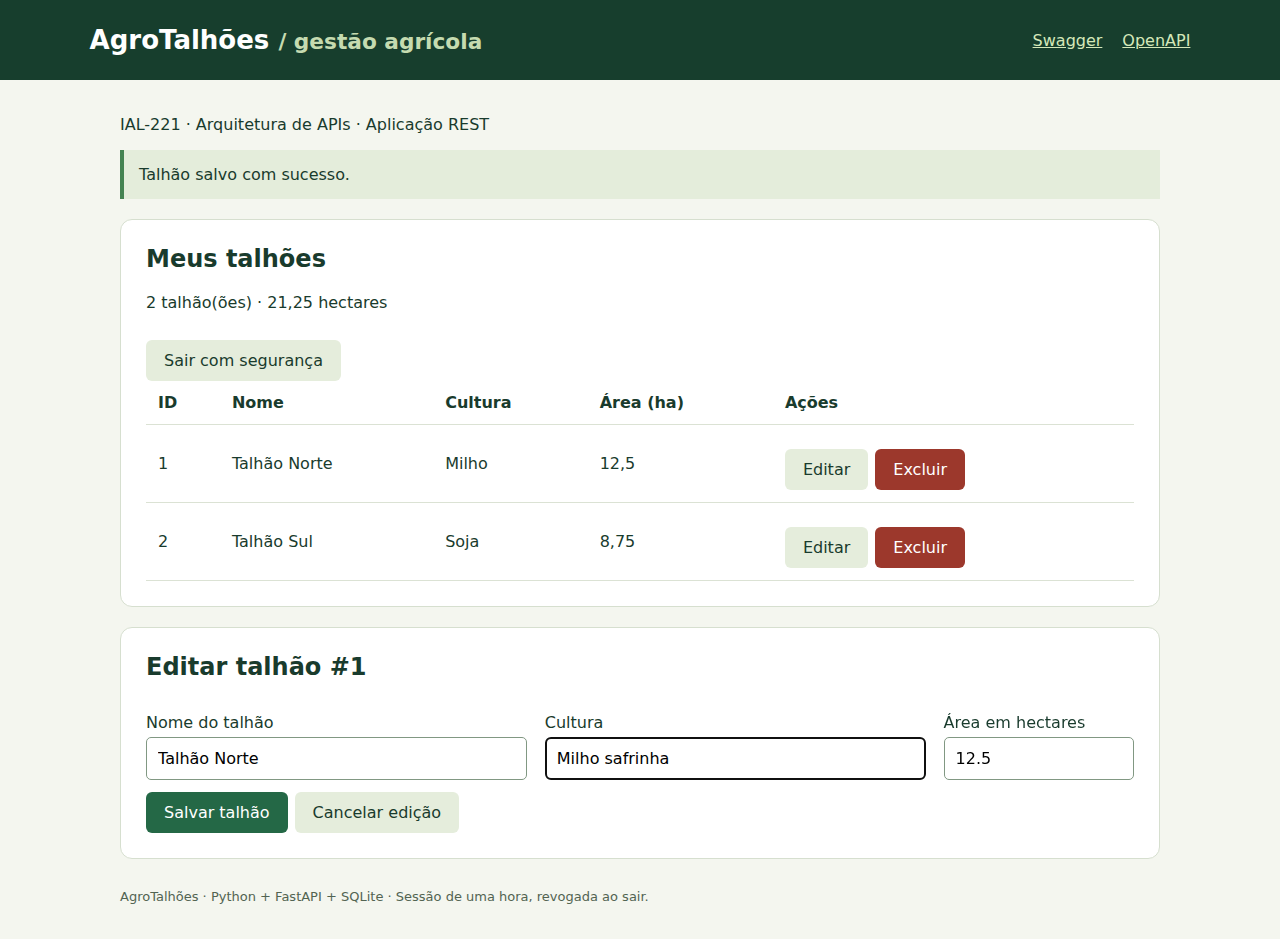 AgroTalhões / gestão agrícola
Swagger OpenAPI
IAL-221 · Arquitetura de APIs · Aplicação REST
Talhão salvo com sucesso.
Meus talhões
2 talhão(ões) · 21,25 hectares
Sair com segurança
ID Nome Cultura Área (ha) Ações
1 Talhão Norte Milho 12,5 Editar Excluir
2 Talhão Sul Soja 8,75 Editar Excluir
Editar talhão #1
Nome do talhão Cultura Área em hectares
Talhão Norte Milho safrinha 12.5
Salvar talhão Cancelar edição
AgroTalhões · Python + FastAPI + SQLite · Sessão de uma hora, revogada ao sair.